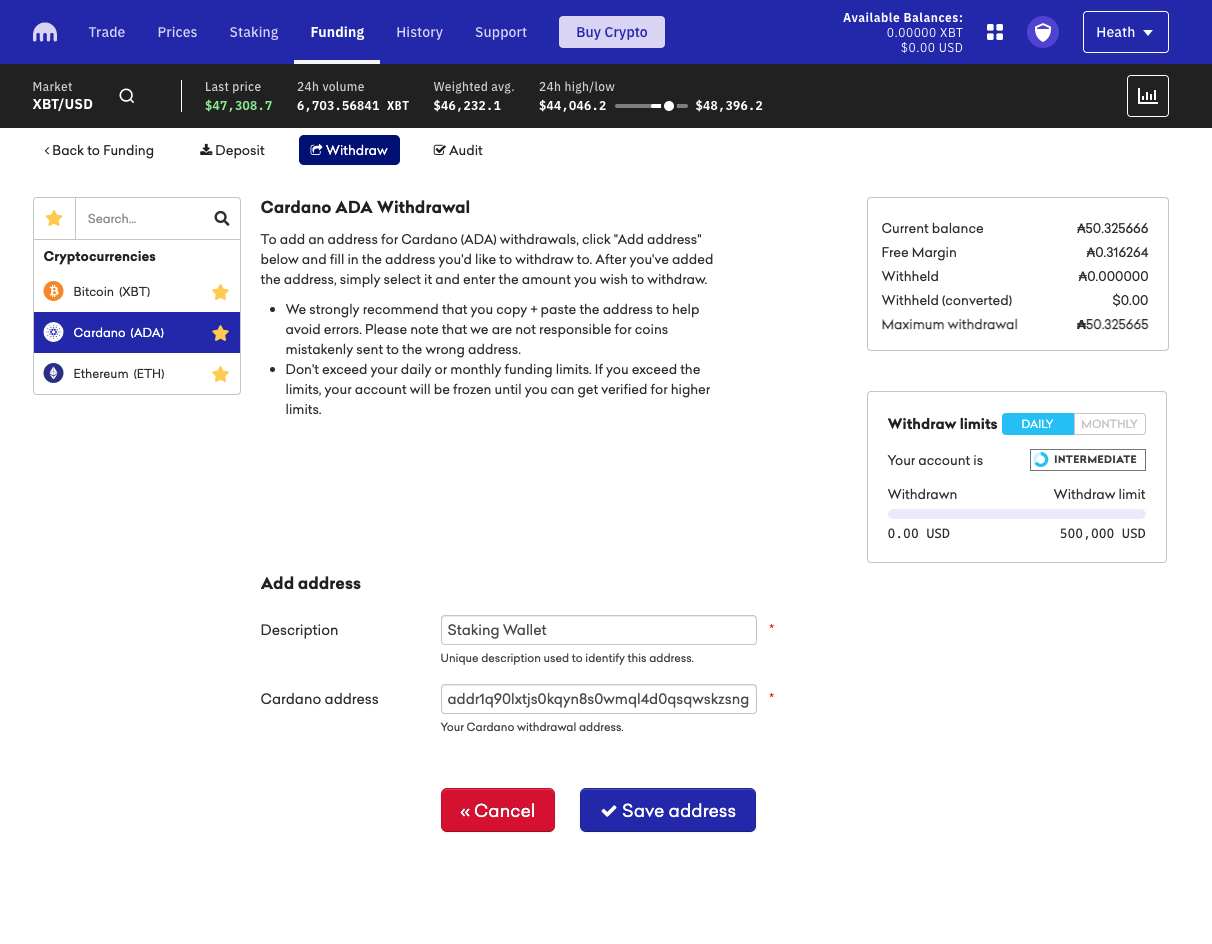 Trade Prices Staking Funding History Support Buy Crypto
Available Balances:
0.00000 XBT
$0.00 USD
Heath
Market
XBT/USD
Last price
$47,308.7
24h volume
6,703.56841 XBT
Weighted avg.
$46,232.1
24h high/low
$44,046.2 $48,396.2
Back to Funding Deposit Withdraw Audit
Search...
Cryptocurrencies
Bitcoin (XBT)
Cardano (ADA)
Ethereum (ETH)
Cardano ADA Withdrawal
To add an address for Cardano (ADA) withdrawals, click "Add address"
below and fill in the address you'd like to withdraw to. After you've added
the address, simply select it and enter the amount you wish to withdraw.
• We strongly recommend that you copy + paste the address to help
avoid errors. Please note that we are not responsible for coins
mistakenly sent to the wrong address.
• Don't exceed your daily or monthly funding limits. If you exceed the
limits, your account will be frozen until you can get verified for higher
limits.
Current balance ₳50.325666
Free Margin ₳0.316264
Withheld ₳0.000000
Withheld (converted) $0.00
Maximum withdrawal ₳50.325665
Withdraw limits DAILY MONTHLY
Your account is INTERMEDIATE
Withdrawn Withdraw limit
0.00 USD 500,000 USD
Add address
Description Staking Wallet *
Unique description used to identify this address.
Cardano address addr1q90lxtjs0kqyn8s0wmql4d0qsqwskzsng *
Your Cardano withdrawal address.
« Cancel Save address